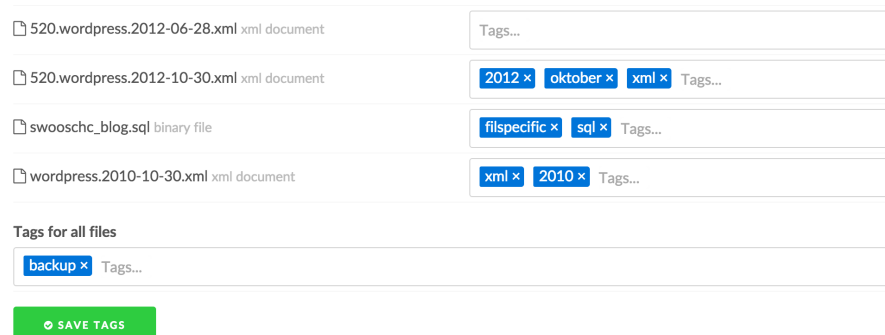 520.wordpress.2012-06-28.xml xml document Tags...
520.wordpress.2012-10-30.xml xml document 2012 × oktober × xml × Tags...
swooschc_blog.sql binary file filspecific × sql × Tags...
wordpress.2010-10-30.xml xml document xml × 2010 × Tags...
Tags for all files
backup × Tags...
SAVE TAGS